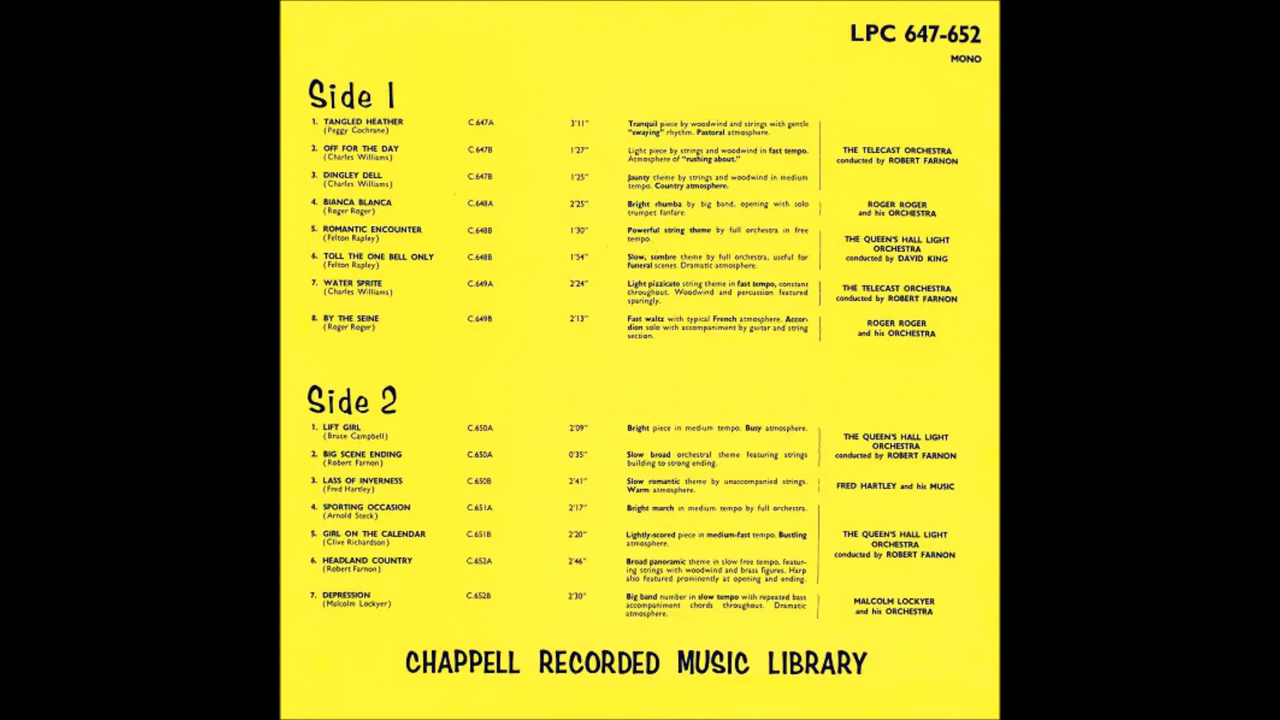 LPC 647-652
MONO
Side 1
1. TANGLED HEATHER C.647A 3'11" Tranquil piece by woodwind and strings with gentle
(Peggy Cochrane) "swaying" rhythm. Pastoral atmosphere.
2. OFF FOR THE DAY C.647B 1'27" Light piece by strings and woodwind in fast tempo. THE TELECAST ORCHESTRA
(Charles Williams) Atmosphere of "rushing about." conducted by ROBERT FARNON
3. DINGLEY DELL C.647B 1'25" Jaunty theme by strings and woodwind in medium
(Charles Williams) tempo. Country atmosphere.
4. BIANCA BLANCA C.648A 2'25" Bright rhumba by big band, opening with solo ROGER ROGER
(Roger Roger) trumpet fanfare. and his ORCHESTRA
5. ROMANTIC ENCOUNTER C.648B 1'30" Powerful string theme by full orchestra in free
(Felton Rapley) tempo. THE QUEEN'S HALL LIGHT
ORCHESTRA
6. TOLL THE ONE BELL ONLY C.648B 1'54" Slow, sombre theme by full orchestra, useful for conducted by DAVID KING
(Felton Rapley) funeral scenes. Dramatic atmosphere.
7. WATER SPRITE C.649A 2'24" Light pizzicato string theme in fast tempo, constant THE TELECAST ORCHESTRA
(Charles Williams) throughout. Woodwind and percussion featured conducted by ROBERT FARNON
sparingly.
8. BY THE SEINE C.649B 2'13" Fast waltz with typical French atmosphere. Accor- ROGER ROGER
(Roger Roger) dion solo with accompaniment by guitar and string and his ORCHESTRA
section.
Side 2
1. LIFT GIRL C.650A 2'09" Bright piece in medium tempo. Busy atmosphere.
(Bruce Campbell) THE QUEEN'S HALL LIGHT
ORCHESTRA
2. BIG SCENE ENDING C.650A 0'35" Slow broad orchestral theme featuring strings conducted by ROBERT FARNON
(Robert Farnon) building to strong ending.
3. LASS OF INVERNESS C.650B 2'41" Slow romantic theme by unaccompanied strings. FRED HARTLEY and his MUSIC
(Fred Hartley) Warm atmosphere.
4. SPORTING OCCASION C.651A 2'17" Bright march in medium tempo by full orchestra.
(Arnold Steck)
5. GIRL ON THE CALENDAR C.651B 2'20" Lightly-scored piece in medium-fast tempo. Bustling THE QUEEN'S HALL LIGHT
(Clive Richardson) atmosphere. ORCHESTRA
conducted by ROBERT FARNON
6. HEADLAND COUNTRY C.652A 2'46" Broad panoramic theme in slow free tempo, featur-
(Robert Farnon) ing strings with woodwind and brass figures. Harp
also featured prominently at opening and ending.
7. DEPRESSION C.652B 2'30" Big band number in slow tempo with repeated bass MALCOLM LOCKYER
(Malcolm Lockyer) accompaniment chords throughout. Dramatic and his ORCHESTRA
atmosphere.
CHAPPELL RECORDED MUSIC LIBRARY